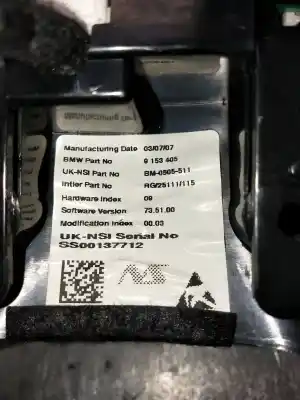 Manufacturing Date 03/07/07
BMW Part No 9 153 405
UK-NSI Part No BM-0505-511
Intier Part No RG/25111/115
Hardware Index 09
Software Version 73.51.00
Modification Index 00.03
UK-NSI Serial No
SS00137712
NS